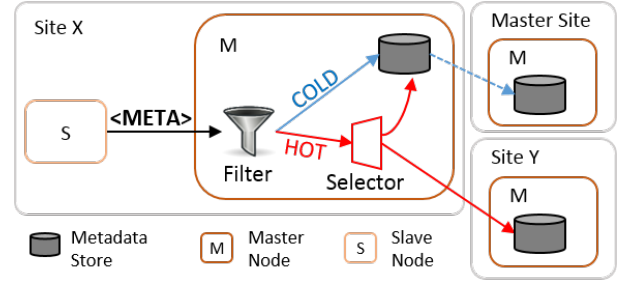 Site X
M
Master Site
M
COLD
<META>
S
HOT
Filter
Selector
Site Y
M
Metadata
Store
M
Master
Node
S
Slave
Node